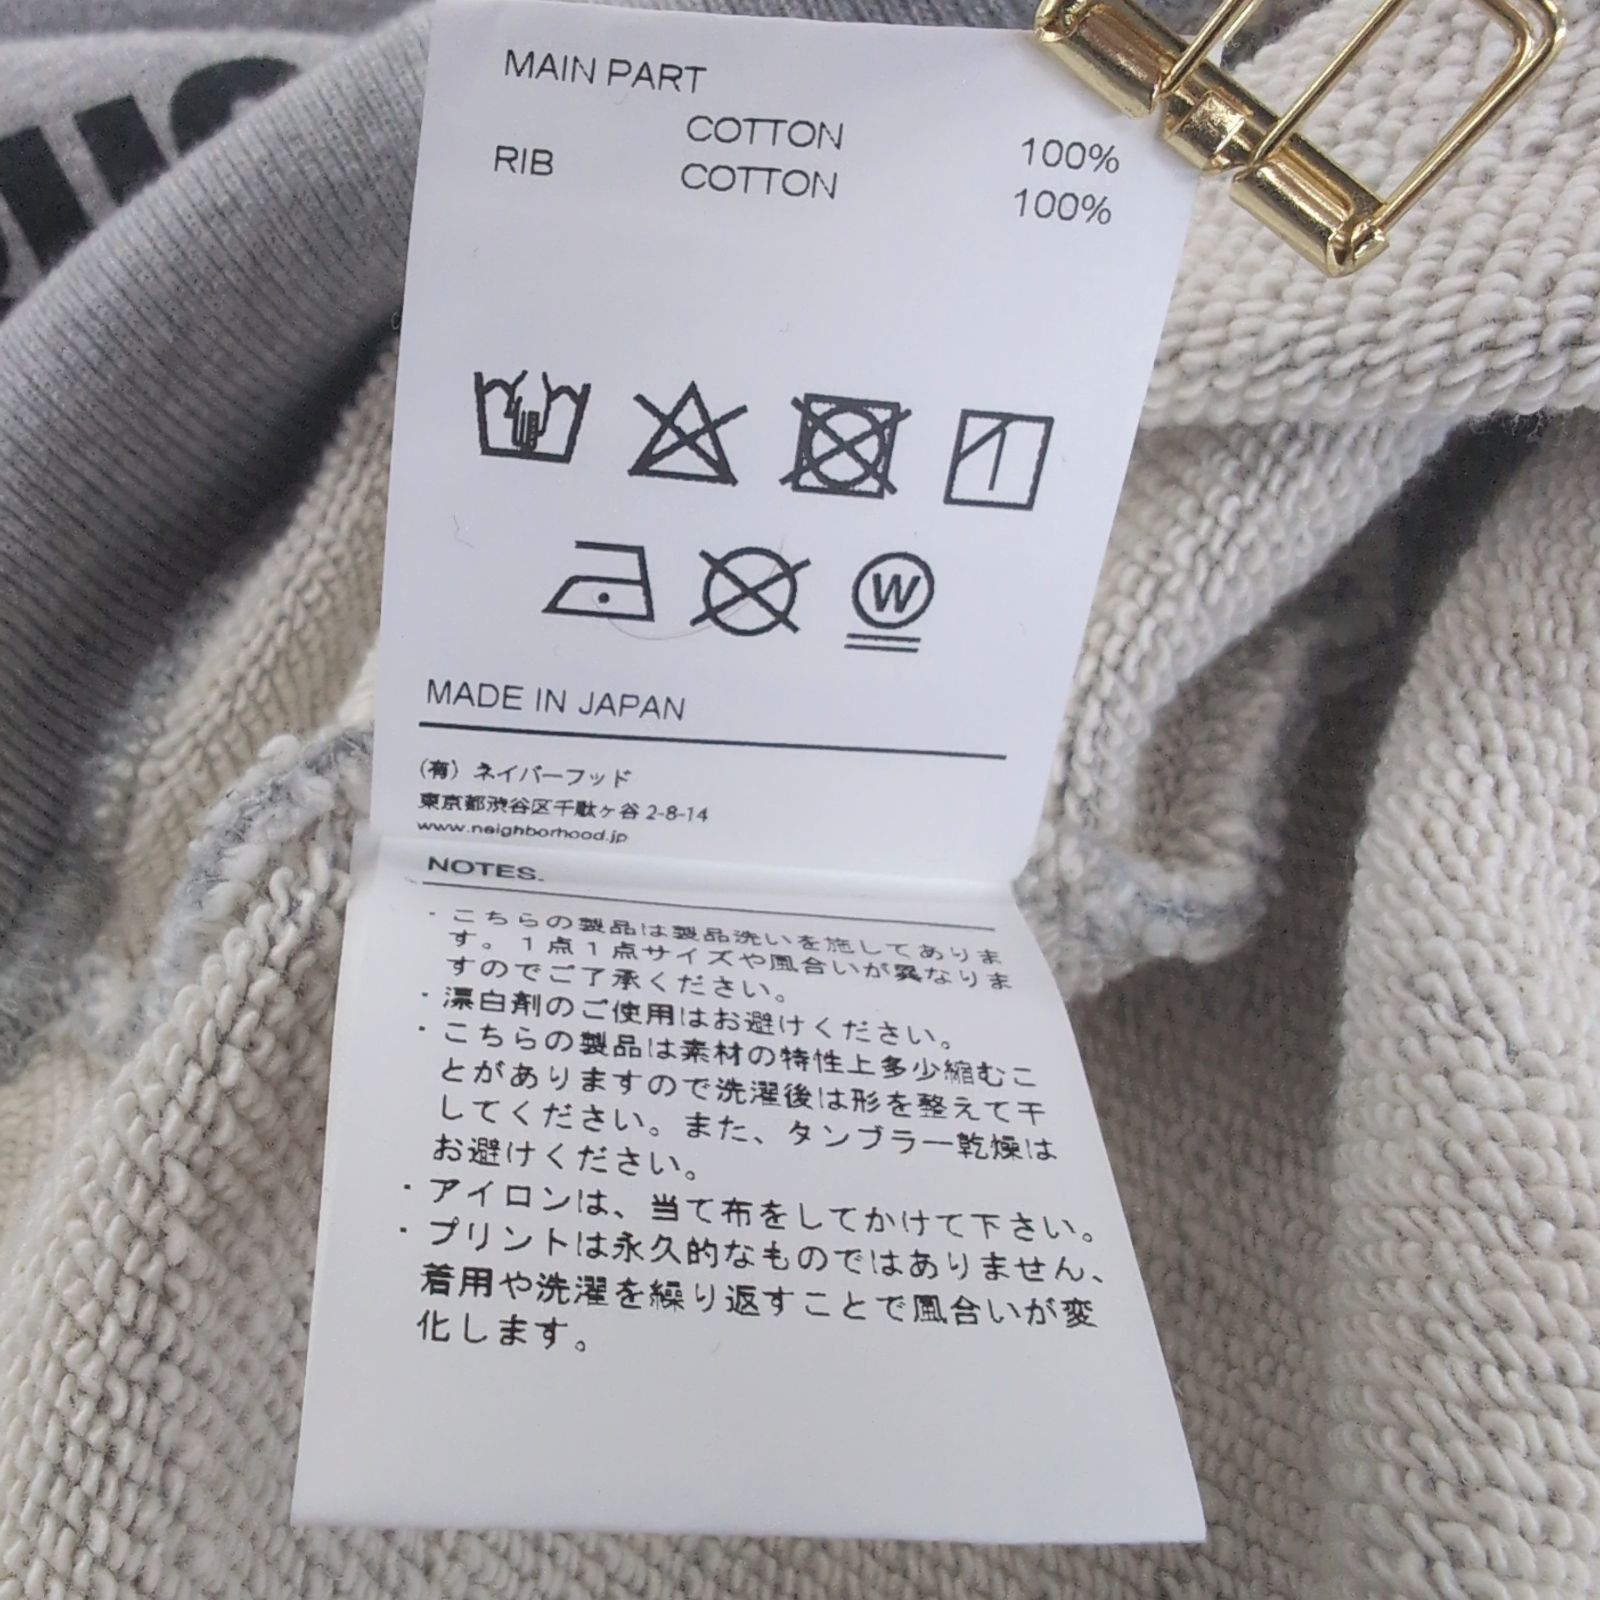 MAIN PART
COTTON 100%
RIB COTTON 100%
W
MADE IN JAPAN
(有) ネイバーフッド
東京都渋谷区千駄ヶ谷 2-8-14
www.neighborhood.jp
NOTES.
・こちらの製品は製品洗いを施してありま
す。1点1点サイズや風合いが異なりま
すのでご了承ください。
・漂白剤のご使用はお避けください。
・こちらの製品は素材の特性上多少縮むこ
とがありますので洗濯後は形を整えて干
してください。また、タンブラー乾燥は
お避けください。
・アイロンは、当て布をしてかけて下さい。
・プリントは永久的なものではありません、
着用や洗濯を繰り返すことで風合いが変
化します。